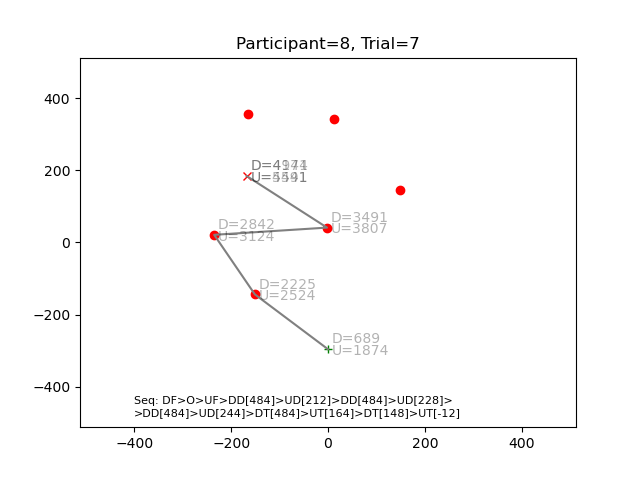 Participant=8, Trial=7
400
200
0
−200
−400
D=2842
U=3124
D=3491
U=3807
D=2225
U=2524
D=689
U=1874
Seq: DF>O>UF>DD[484]>UD[212]>DD[484]>UD[228]>
>DD[484]>UD[244]>DT[484]>UT[164]>DT[148]>UT[-12]
−400
−200
0
200
400